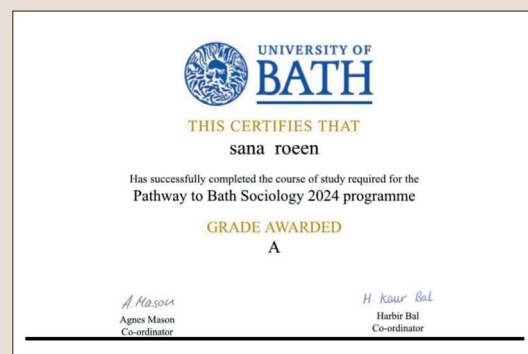 UNIVERSITY OF
BATH
THIS CERTIFIES THAT
sana roeen
Has successfully completed the course of study required for the
Pathway to Bath Sociology 2024 programme
GRADE AWARDED
A
A. Mason
Agnes Mason
Co-ordinator
H. Kaur Bal
Harbir Bal
Co-ordinator